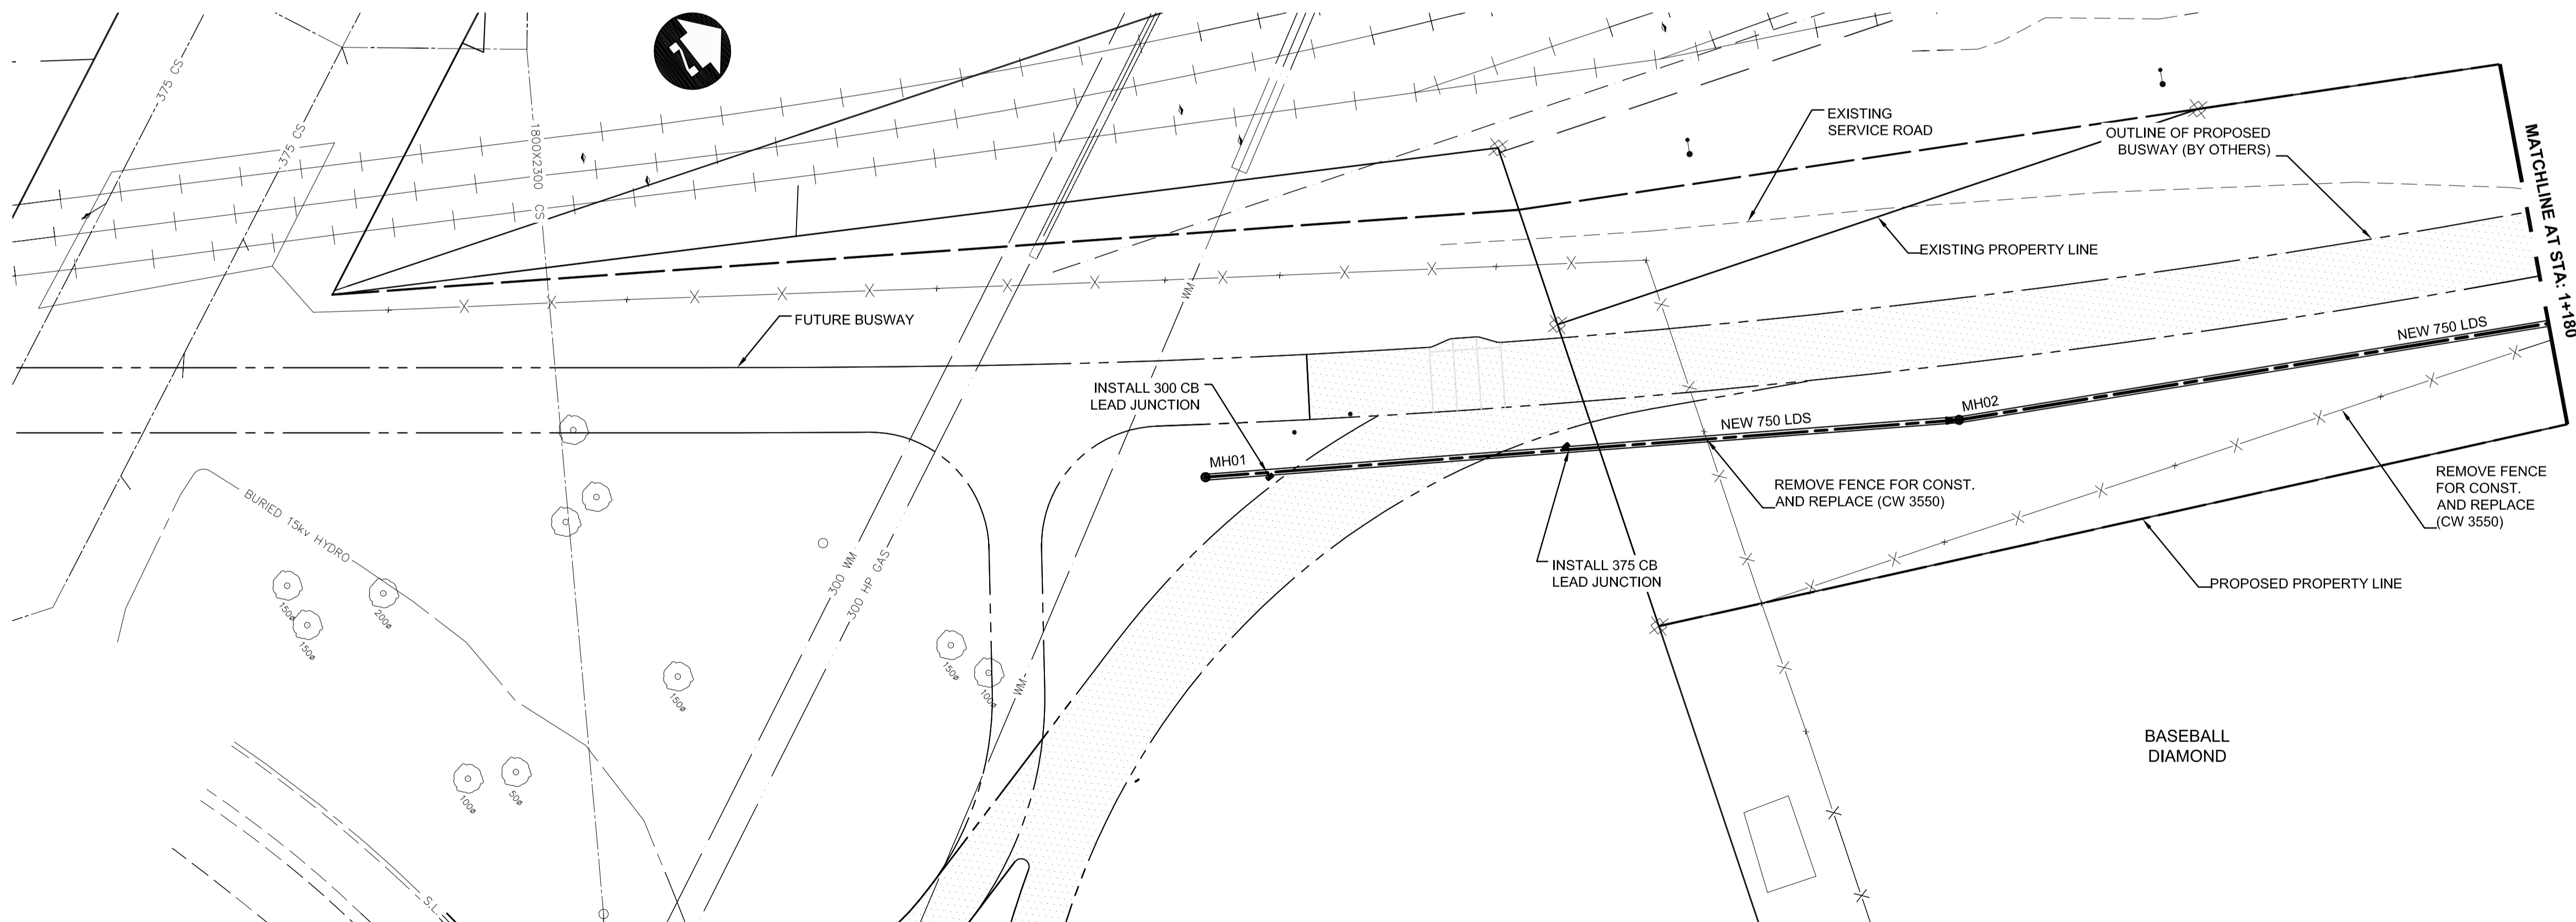 375 CS
375 CS
1800X2300 CS
Z
EXISTING
SERVICE ROAD
OUTLINE OF PROPOSED
BUSWAY (BY OTHERS)
MATCHLINE AT STA: 1+180
EXISTING PROPERTY LINE
WM
FUTURE BUSWAY
NEW 750 LDS
INSTALL 300 CB
LEAD JUNCTION
MH02
NEW 750 LDS
MH01
REMOVE FENCE FOR CONST.
AND REPLACE (CW 3550)
REMOVE FENCE
FOR CONST.
AND REPLACE
(CW 3550)
BURIED 15kv HYDRO
300 WM
300 HP GAS
INSTALL 375 CB
LEAD JUNCTION
PROPOSED PROPERTY LINE
150ø
150ø
200ø
150ø
150ø
100ø
WM
BASEBALL
DIAMOND
100ø
50ø
S.L.